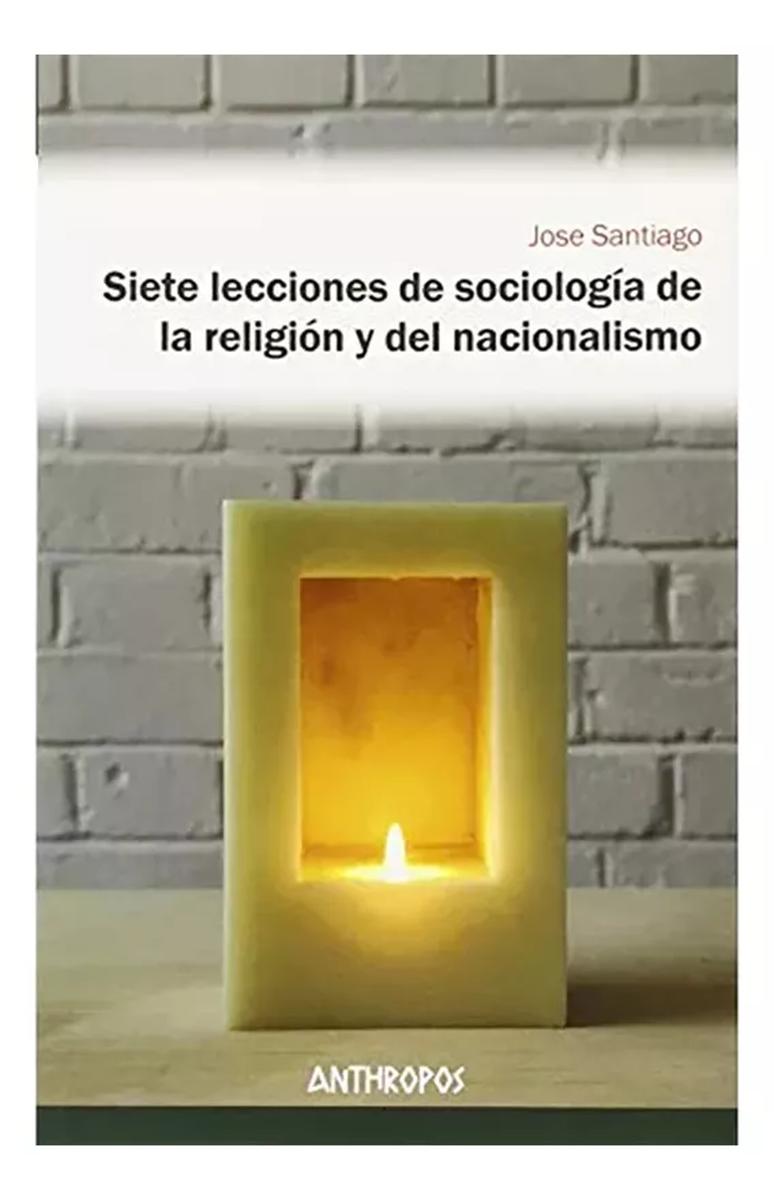 Jose Santiago
Siete lecciones de sociología de
la religión y del nacionalismo
ANTHROPOS